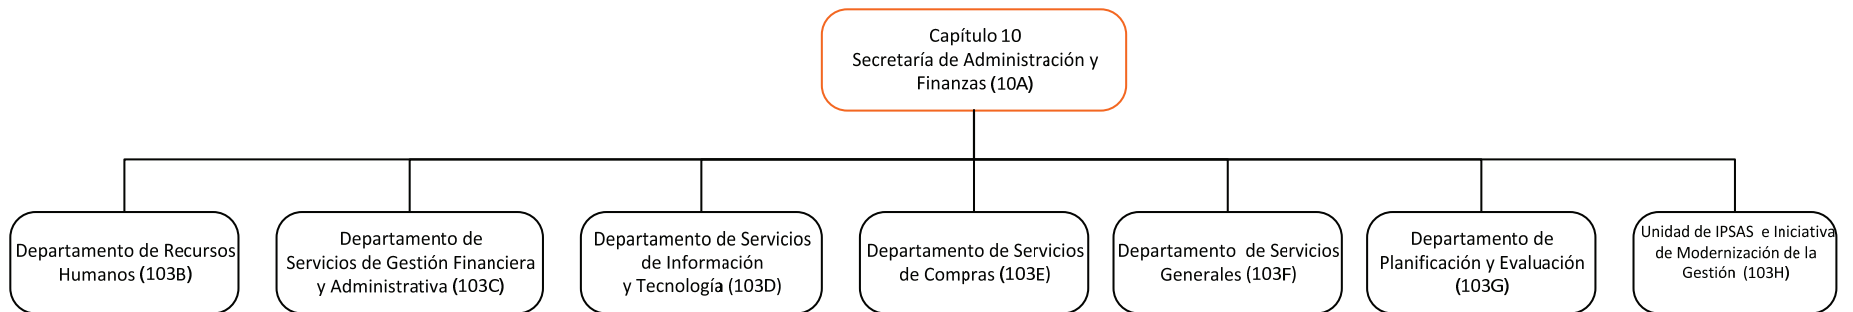 Capítulo 10
Secretaría de Administración y
Finanzas (10A)
Departamento de Recursos
Humanos (103B)
Departamento de
Servicios de Gestión Financiera
y Administrativa (103C)
Departamento de Servicios
de Información
y Tecnología (103D)
Departamento de Servicios
de Compras (103E)
Departamento de Servicios
Generales (103F)
Departamento de
Planificación y Evaluación
(103G)
Unidad de IPSAS e Iniciativa
de Modernización de la
Gestión (103H)